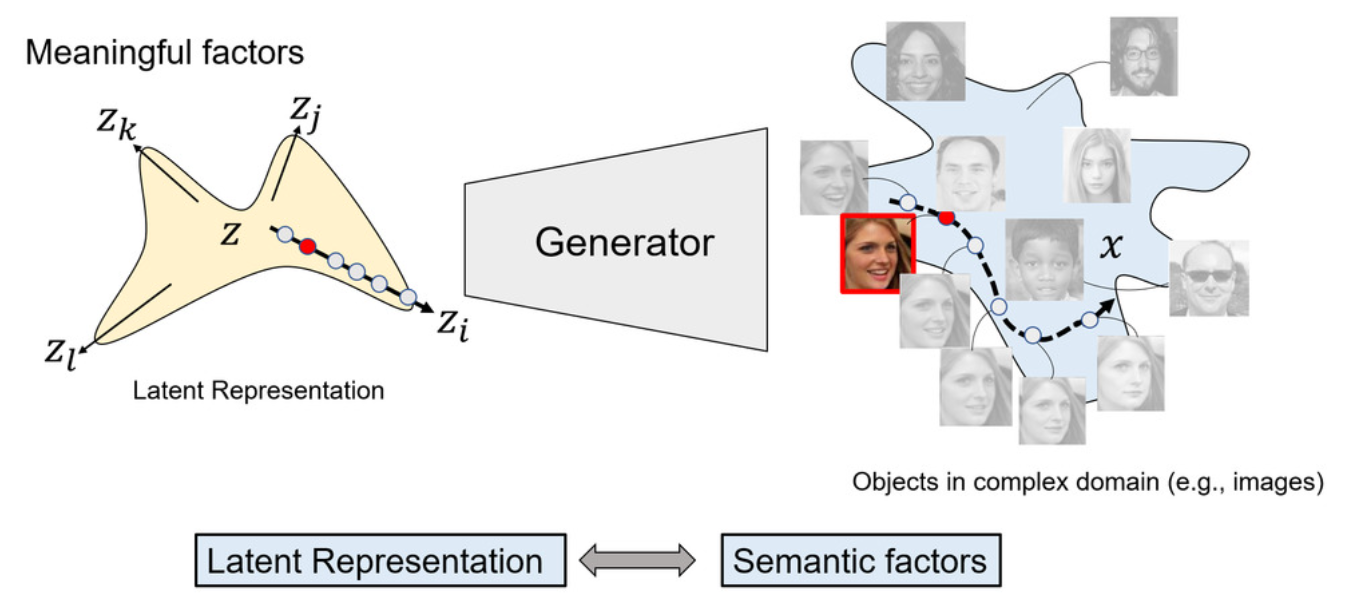 Meaningful factors
z_k
z_j
z
z_i
z_l
Latent Representation
Generator
x
Objects in complex domain (e.g., images)
Latent Representation
Semantic factors